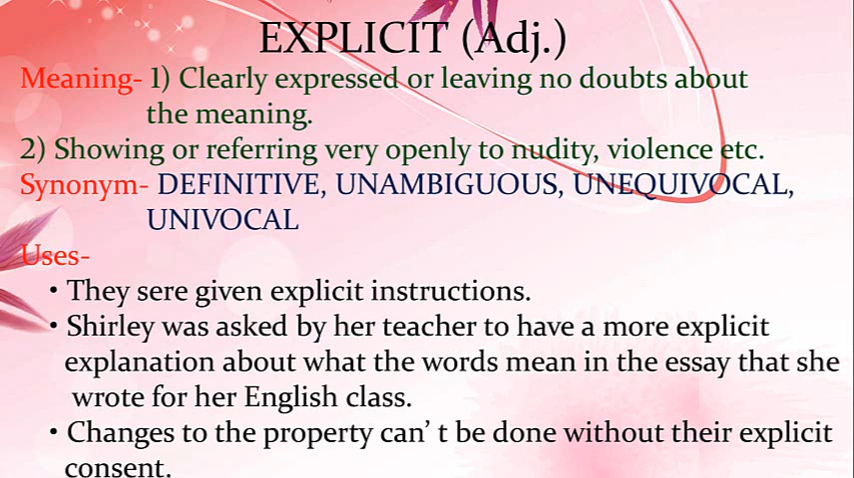 EXPLICIT (Adj.)
Meaning- 1) Clearly expressed or leaving no doubts about
the meaning.
2) Showing or referring very openly to nudity, violence etc.
Synonym- DEFINITIVE, UNAMBIGUOUS, UNEQUIVOCAL,
UNIVOCAL
Uses-
• They sere given explicit instructions.
• Shirley was asked by her teacher to have a more explicit
explanation about what the words mean in the essay that she
wrote for her English class.
• Changes to the property can’ t be done without their explicit
consent.